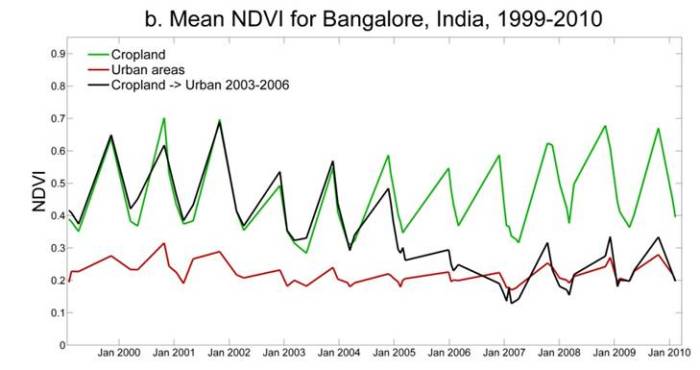 b. Mean NDVI for Bangalore, India, 1999-2010
0.9
0.8
0.7
0.6
0.5
0.4
0.3
0.2
0.1
0
NDVI
Cropland
Urban areas
Cropland -> Urban 2003-2006
Jan 2000 Jan 2001 Jan 2002 Jan 2003 Jan 2004 Jan 2005 Jan 2006 Jan 2007 Jan 2008 Jan 2009 Jan 2010